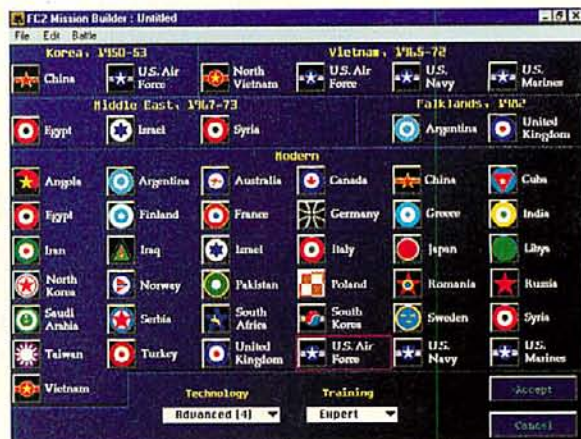 FC2 Mission Builder : Untitled
File Edit Battle
Korea, 1950-53 Vietnam, 1965-72
China U.S. Air Force North Vietnam U.S. Air Force U.S. Navy U.S. Marines
Middle East, 1967-73 Falklands, 1982
Egypt Israel Syria Argentina United Kingdom
Modern
Angola Argentina Australia Canada China Cuba
Egypt Finland France Germany Greece India
Iran Iraq Israel Italy Japan Libya
North Korea Norway Pakistan Poland Romania Russia
Saudi Arabia Serbia South Africa South Korea Sweden Syria
Taiwan Turkey United Kingdom U.S. Air Force U.S. Navy U.S. Marines
Vietnam
Technology Training
Advanced (4) Expert
Accept
Cancel